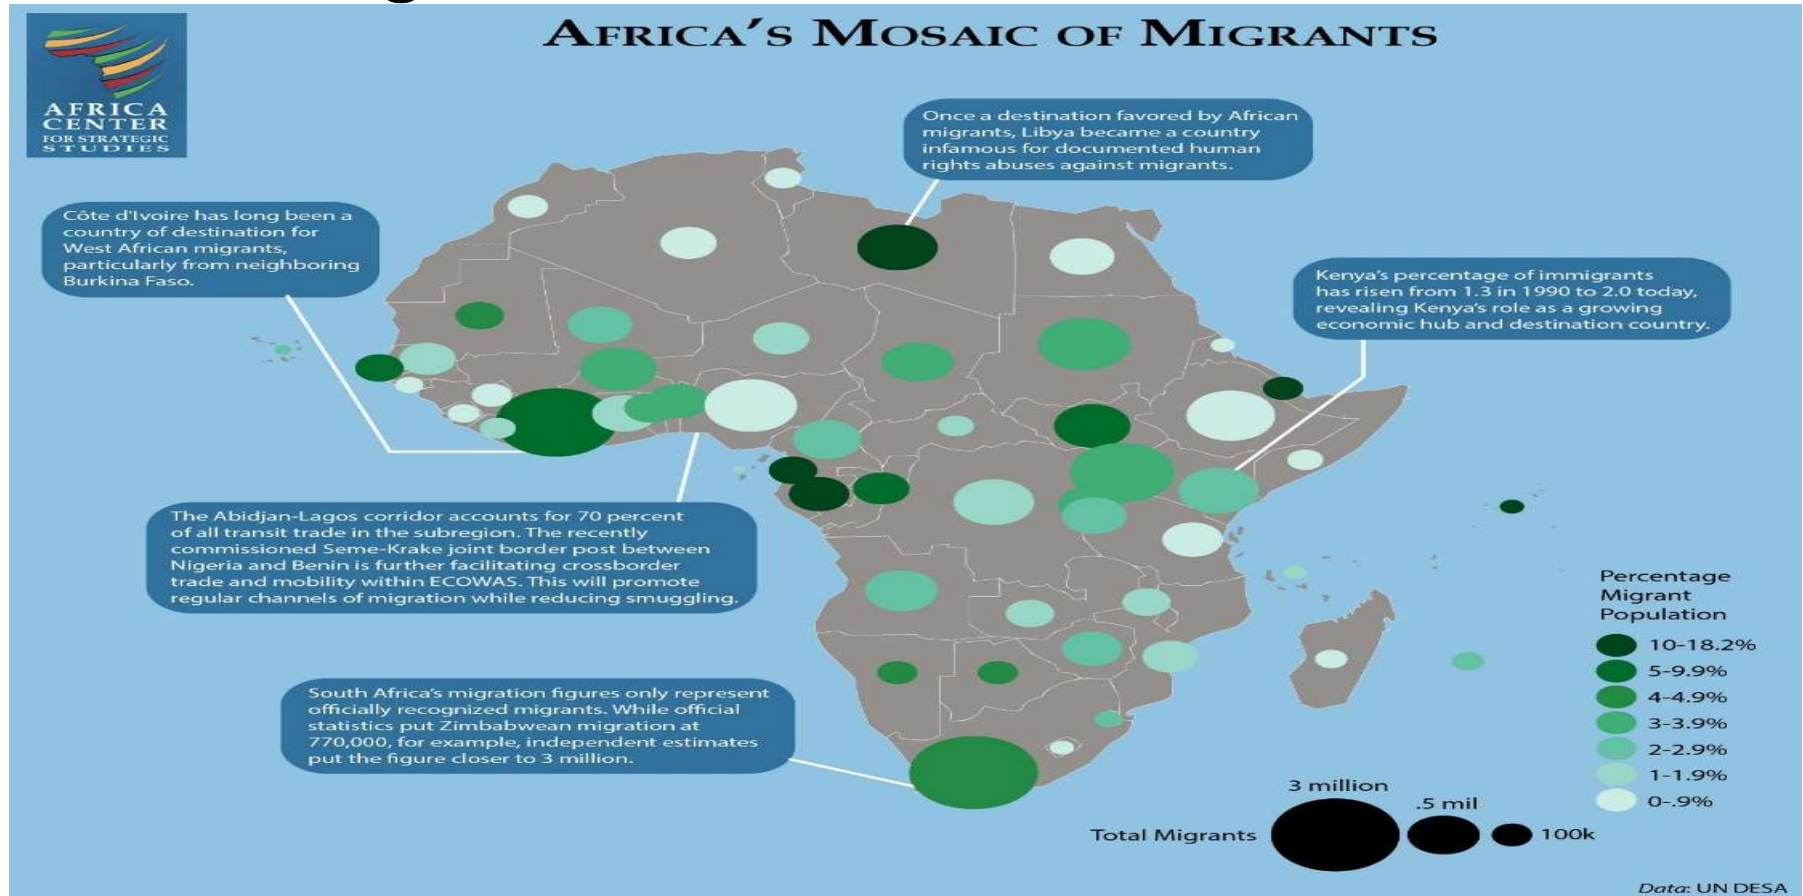 AFRICA'S MOSAIC OF MIGRANTS
AFRICA
CENTER
FOR STRATEGIC
STUDIES
Once a destination favored by African
migrants, Libya became a country
infamous for documented human
rights abuses against migrants.
Côte d'Ivoire has long been a
country of destination for
West African migrants,
particularly from neighboring
Burkina Faso.
Kenya's percentage of immigrants
has risen from 1.3 in 1990 to 2.0 today,
revealing Kenya's role as a growing
economic hub and destination country.
The Abidjan-Lagos corridor accounts for 70 percent
of all transit trade in the subregion. The recently
commissioned Seme-Krake joint border post between
Nigeria and Benin is further facilitating crossborder
trade and mobility within ECOWAS. This will promote
regular channels of migration while reducing smuggling.
South Africa's migration figures only represent
officially recognized migrants. While official
statistics put Zimbabwean migration at
770,000, for example, independent estimates
put the figure closer to 3 million.
Percentage
Migrant
Population
10-18.2%
5-9.9%
4-4.9%
3-3.9%
2-2.9%
1-1.9%
0-.9%
3 million
.5 mil
Total Migrants
100k
Data: UN DESA